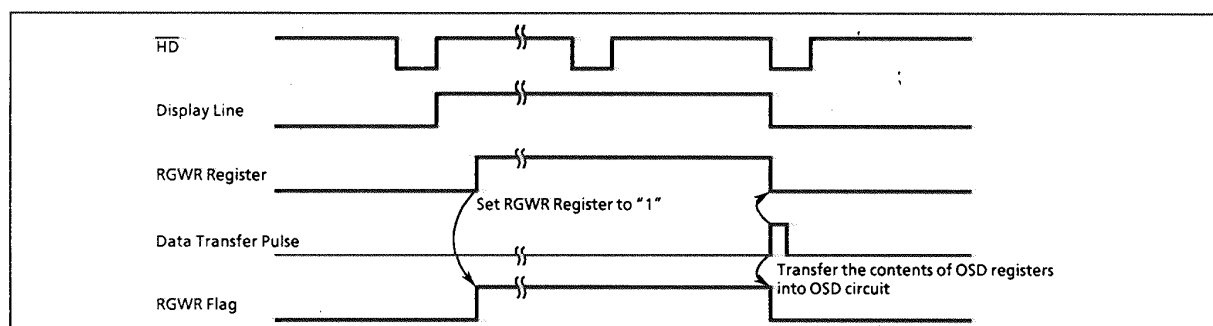 HD
Display Line
RGWR Register
Set RGWR Register to "1"
Data Transfer Pulse
Transfer the contents of OSD registers
into OSD circuit
RGWR Flag